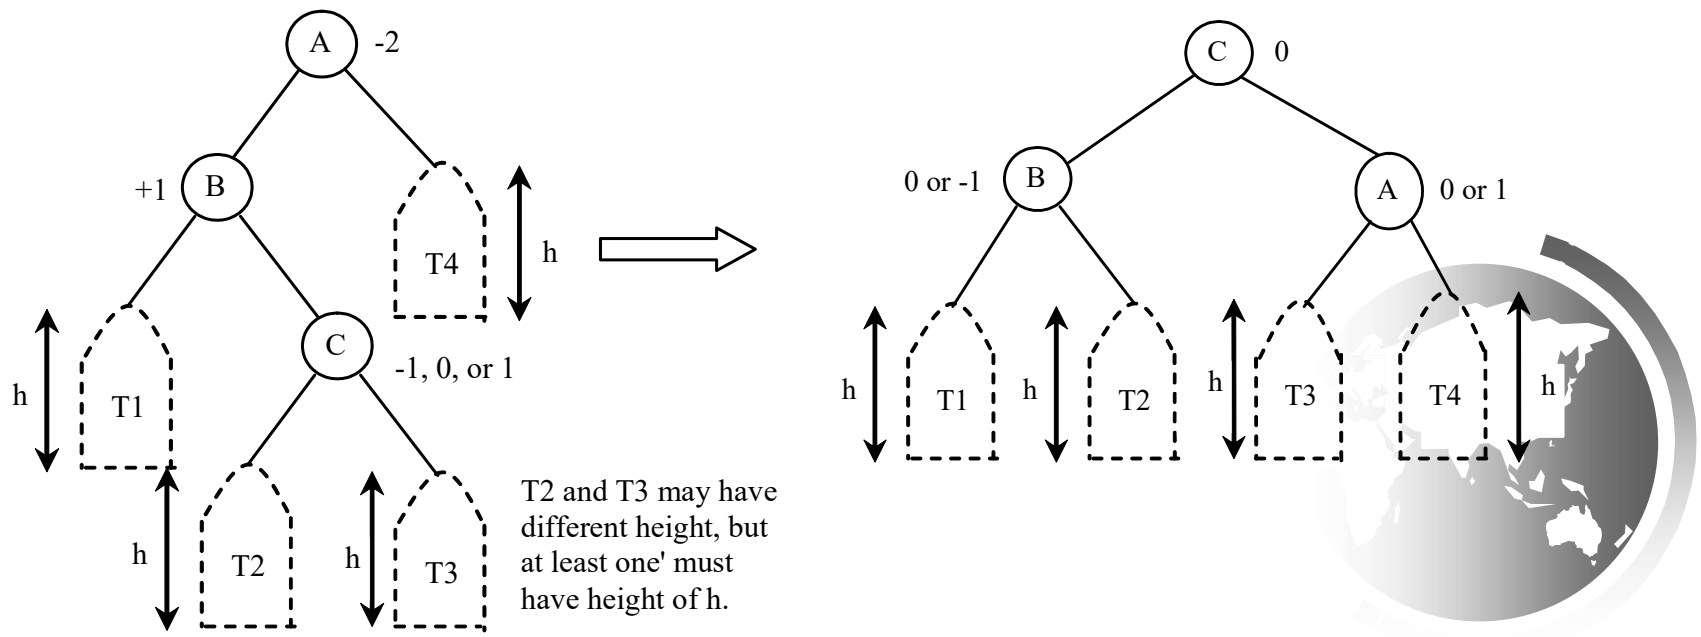 A
-2
C
0
B
+1
0 or -1
B
A
0 or 1
T4
h
C
-1, 0, or 1
h
T1
h
T1
h
T2
h
T3
T4
h
h
T2
h
T3
T2 and T3 may have
different height, but
at least one' must
have height of h.